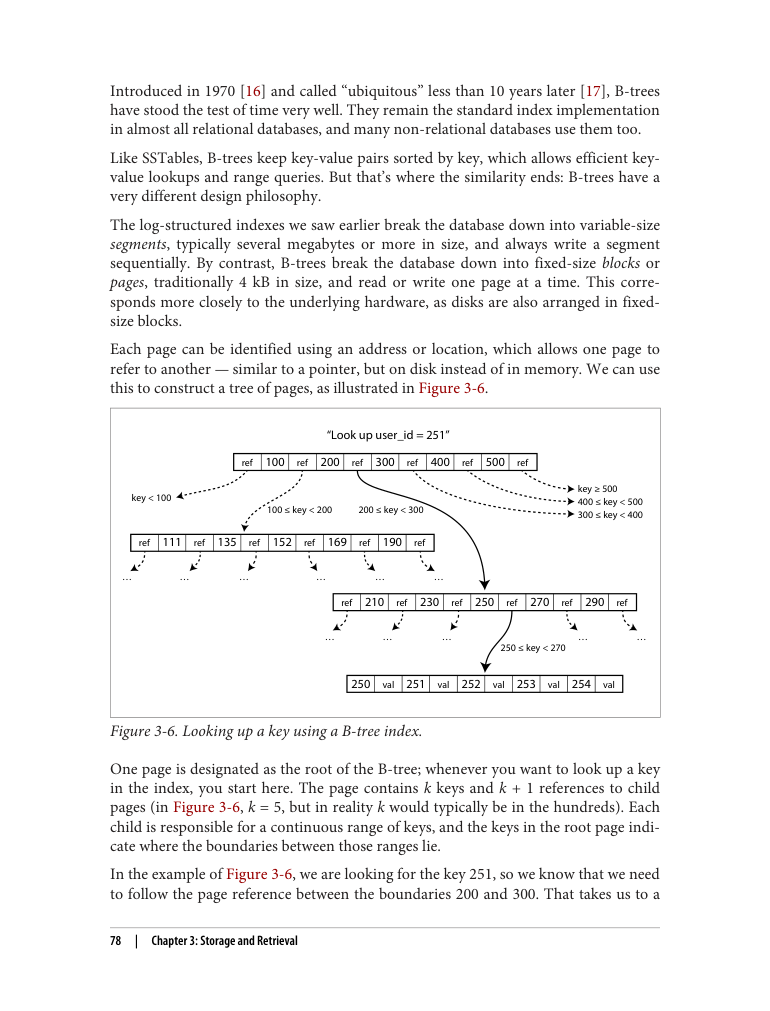 Introduced in 1970 [16] and called “ubiquitous” less than 10 years later [17], B-trees
have stood the test of time very well. They remain the standard index implementation
in almost all relational databases, and many non-relational databases use them too.
Like SSTables, B-trees keep key-value pairs sorted by key, which allows efficient key-
value lookups and range queries. But that’s where the similarity ends: B-trees have a
very different design philosophy.
The log-structured indexes we saw earlier break the database down into variable-size
segments, typically several megabytes or more in size, and always write a segment
sequentially. By contrast, B-trees break the database down into fixed-size blocks or
pages, traditionally 4 kB in size, and read or write one page at a time. This corre-
sponds more closely to the underlying hardware, as disks are also arranged in fixed-
size blocks.
Each page can be identified using an address or location, which allows one page to
refer to another — similar to a pointer, but on disk instead of in memory. We can use
this to construct a tree of pages, as illustrated in Figure 3-6.
“Look up user_id = 251”
ref 100 ref 200 ref 300 ref 400 ref 500 ref
key < 100
100 ≤ key < 200
200 ≤ key < 300
key ≥ 500
400 ≤ key < 500
300 ≤ key < 400
ref 111 ref 135 ref 152 ref 169 ref 190 ref
... ... ... ... ... ...
ref 210 ref 230 ref 250 ref 270 ref 290 ref
... ... ... ... ...
250 ≤ key < 270
250 val 251 val 252 val 253 val 254 val
Figure 3-6. Looking up a key using a B-tree index.
One page is designated as the root of the B-tree; whenever you want to look up a key
in the index, you start here. The page contains k keys and k + 1 references to child
pages (in Figure 3-6, k = 5, but in reality k would typically be in the hundreds). Each
child is responsible for a continuous range of keys, and the keys in the root page indi-
cate where the boundaries between those ranges lie.
In the example of Figure 3-6, we are looking for the key 251, so we know that we need
to follow the page reference between the boundaries 200 and 300. That takes us to a
78 | Chapter 3: Storage and Retrieval